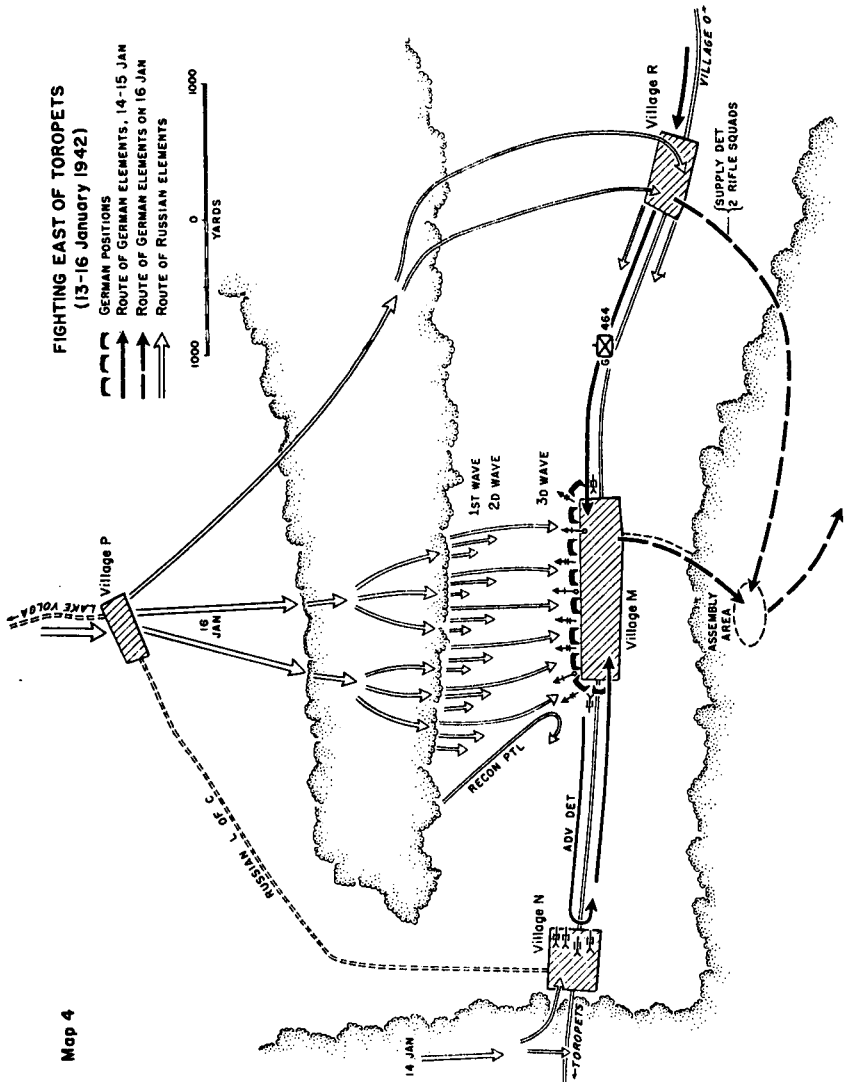 Map 4
FIGHTING EAST OF TOROPETS
(13-16 January 1942)
GERMAN POSITIONS
ROUTE OF GERMAN ELEMENTS, 14-15 JAN
ROUTE OF GERMAN ELEMENTS ON 16 JAN
ROUTE OF RUSSIAN ELEMENTS
1000 0 1000
YARDS
LAKE VOLGA
Village P
16
JAN
RUSSIAN L OF C
1ST WAVE
2D WAVE
3D WAVE
RECON PTL
14 JAN
Village N
ADV DET
TOROPETS
Village M
G 464
Village R
VILLAGE O
SUPPLY DET
2 RIFLE SQUADS
ASSEMBLY
AREA